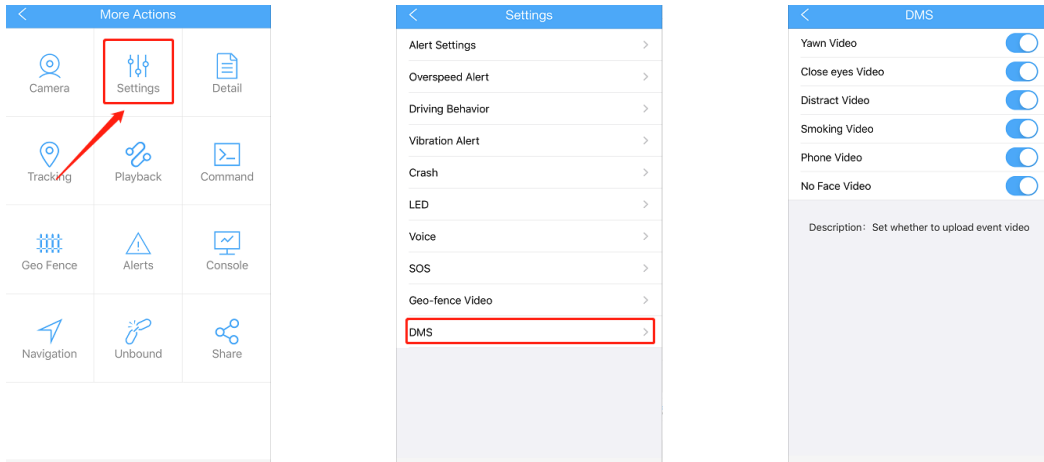 More Actions
Camera
Settings
Detail
Tracking
Playback
Command
Geo Fence
Alerts
Console
Navigation
Unbound
Share
Settings
Alert Settings
Overspeed Alert
Driving Behavior
Vibration Alert
Crash
LED
Voice
SOS
Geo-fence Video
DMS
DMS
Yawn Video
Close eyes Video
Distract Video
Smoking Video
Phone Video
No Face Video
Description: Set whether to upload event video